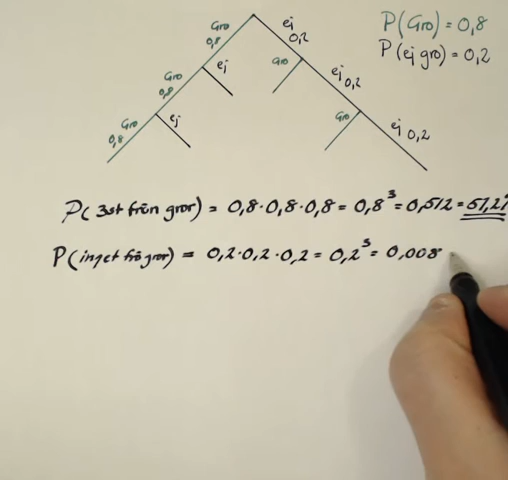 P(Gro) = 0,8
P(ej gro) = 0,2
Gro 0,8 ej 0,2
Gro 0,8 ej Gro ej 0,2
Gro 0,8 ej Gro ej 0,2
P(3st frön gror) = 0,8·0,8·0,8 = 0,8³ = 0,512 = 51,2%
P(inget frö gror) = 0,2·0,2·0,2 = 0,2³ = 0,008